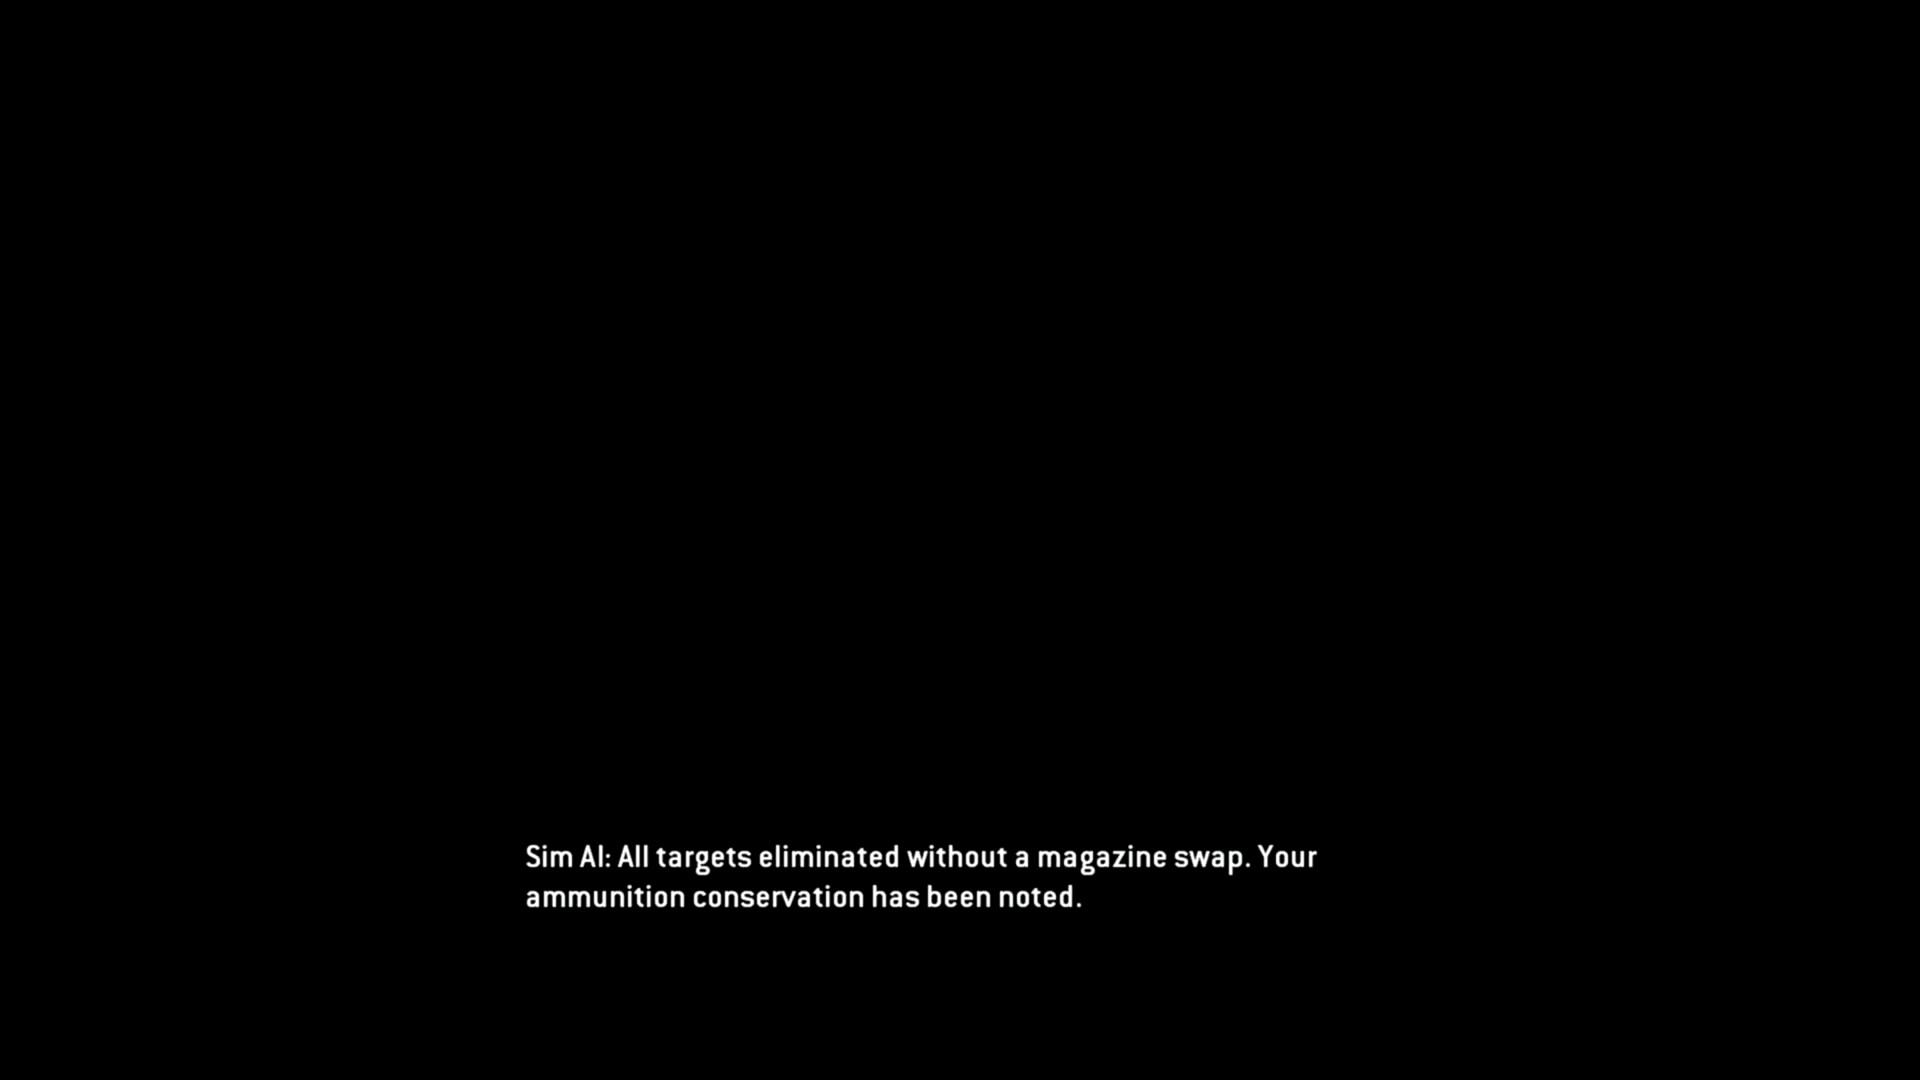 Sim AI: All targets eliminated without a magazine swap. Your
ammunition conservation has been noted.